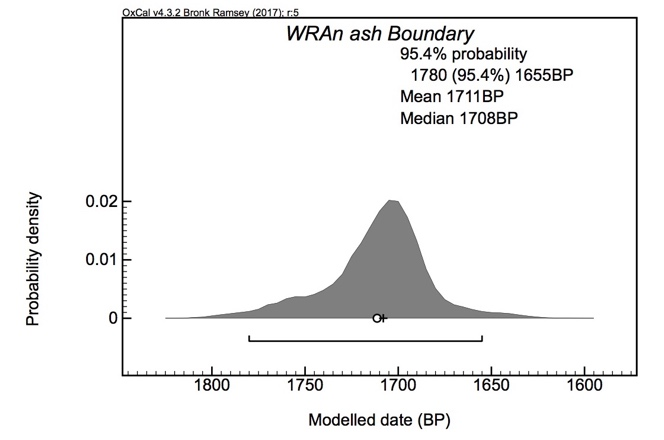 OxCal v4.3.2 Bronk Ramsey (2017); r:5
WRAn ash Boundary
95.4% probability
1780 (95.4%) 1655BP
Mean 1711BP
Median 1708BP
Probability density
0.02
0.01
0
1800 1750 1700 1650 1600
Modelled date (BP)